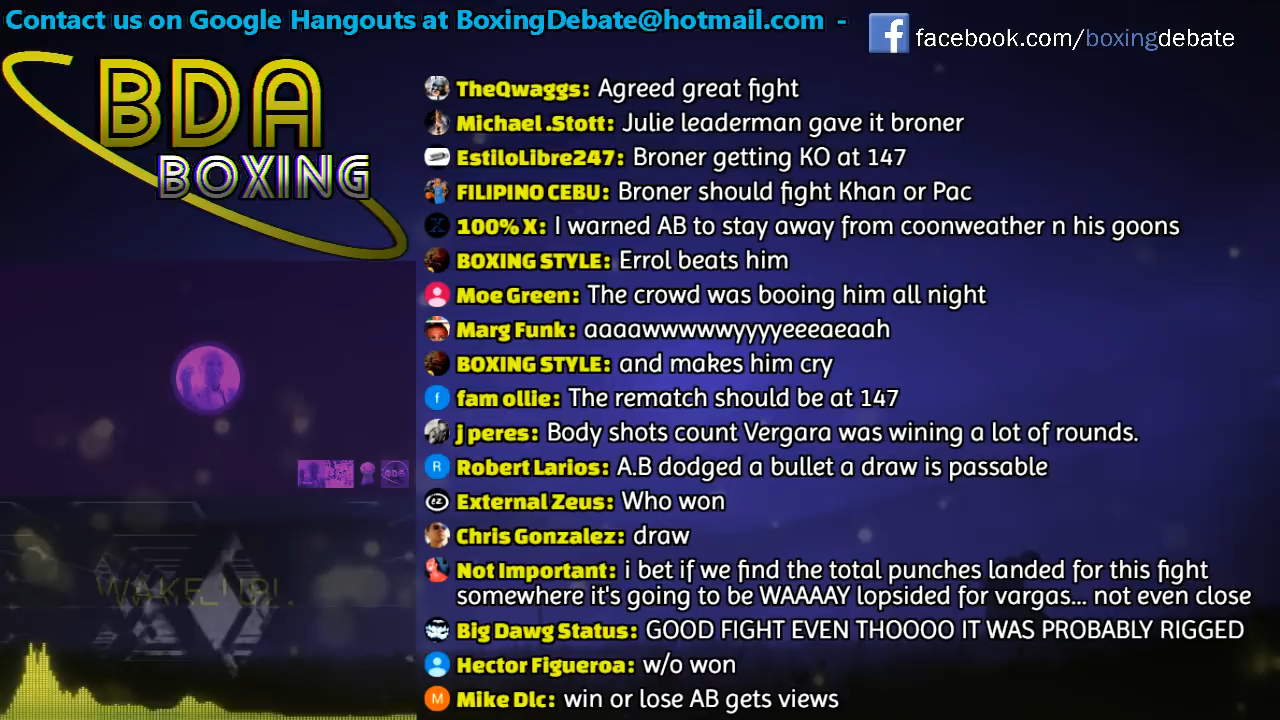 Contact us on Google Hangouts at BoxingDebate@hotmail.com -
facebook.com/boxingdebate
BDA
BOXING
TheQwaggs: Agreed great fight
Michael .Stott: Julie leaderman gave it broner
EstiloLibre247: Broner getting KO at 147
FILIPINO CEBU: Broner should fight Khan or Pac
100% X: I warned AB to stay away from coonweather n his goons
BOXING STYLE: Errol beats him
Moe Green: The crowd was booing him all night
Marg Funk: aaaawwwwwyyyyeeeaeaah
BOXING STYLE: and makes him cry
fam ollie: The rematch should be at 147
j peres: Body shots count Vergara was wining a lot of rounds.
Robert Larios: A.B dodged a bullet a draw is passable
External Zeus: Who won
Chris Gonzalez: draw
Not Important: i bet if we find the total punches landed for this fight
somewhere it's going to be WAAAAY lopsided for vargas... not even close
Big Dawg Status: GOOD FIGHT EVEN THOOOO IT WAS PROBABLY RIGGED
Hector Figueroa: w/o won
Mike Dlc: win or lose AB gets views
WAKE_UP!.